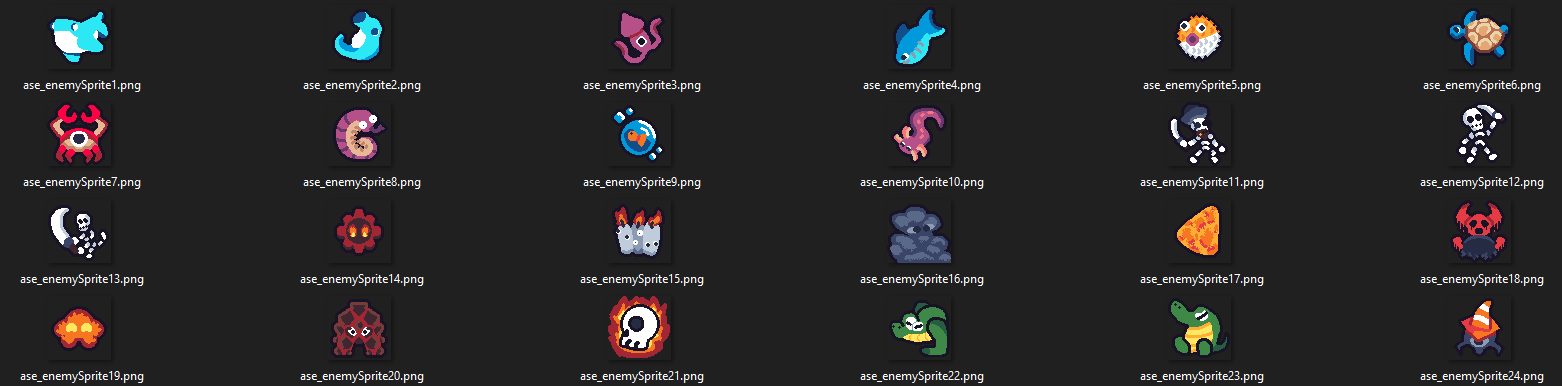 ase_enemySprite1.png ase_enemySprite2.png ase_enemySprite3.png ase_enemySprite4.png ase_enemySprite5.png ase_enemySprite6.png
ase_enemySprite7.png ase_enemySprite8.png ase_enemySprite9.png ase_enemySprite10.png ase_enemySprite11.png ase_enemySprite12.png
ase_enemySprite13.png ase_enemySprite14.png ase_enemySprite15.png ase_enemySprite16.png ase_enemySprite17.png ase_enemySprite18.png
ase_enemySprite19.png ase_enemySprite20.png ase_enemySprite21.png ase_enemySprite22.png ase_enemySprite23.png ase_enemySprite24.png